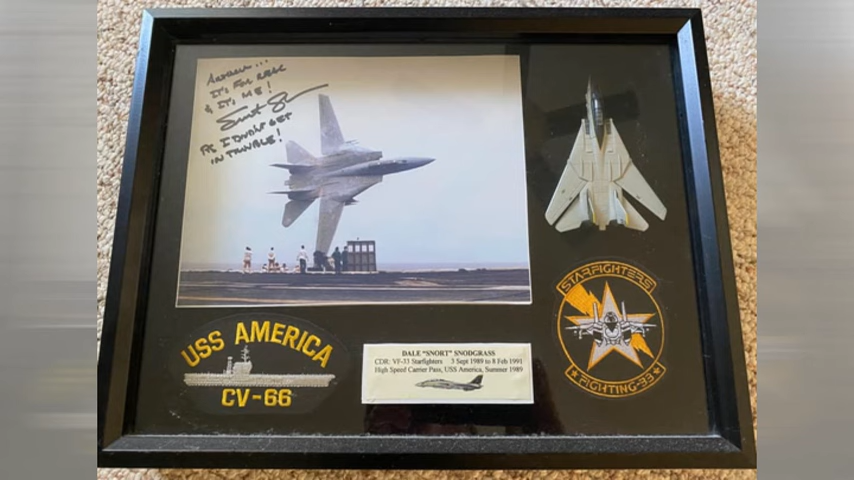 ANDREW...
IT'S FOR REAL
& IT'S ME!
PS I DIDN'T GET
IN TROUBLE!
USS AMERICA
CV-66
DALE "SNORT" SNODGRASS
CDR: VF-33 Starfighters 3 Sept 1989 to 8 Feb 1991
High Speed Carrier Pass, USS America, Summer 1989
STARFIGHTERS
FIGHTING-33